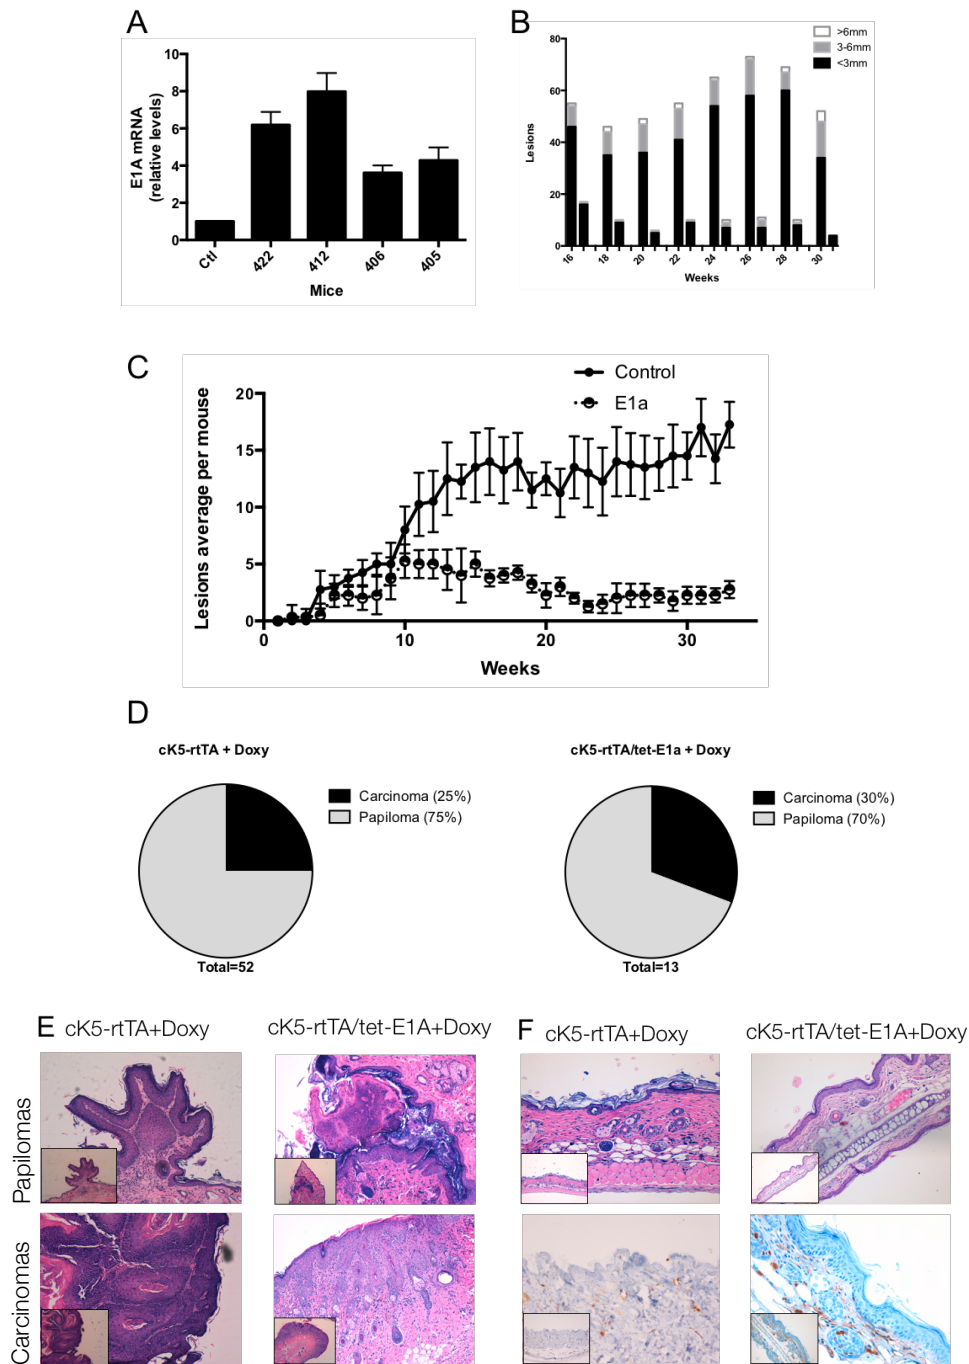 A
E1A mRNA
(relative levels)
10
8
6
4
2
0
Ctl
422
412
406
405
Mice
B
>6mm
3-6mm
<3mm
Lesions
80
60
40
20
0
16
18
20
22
24
26
28
30
Weeks
C
Control
E1a
Lesions average per mouse
20
15
10
5
0
0
10
20
30
Weeks
D
cK5-rtTA + Doxy
Carcinoma (25%)
Papiloma (75%)
Total=52
cK5-rtTA/tet-E1a + Doxy
Carcinoma (30%)
Papiloma (70%)
Total=13
E
cK5-rtTA+Doxy
cK5-rtTA/tet-E1A+Doxy
F
cK5-rtTA+Doxy
cK5-rtTA/tet-E1A+Doxy
Papilomas
Carcinomas